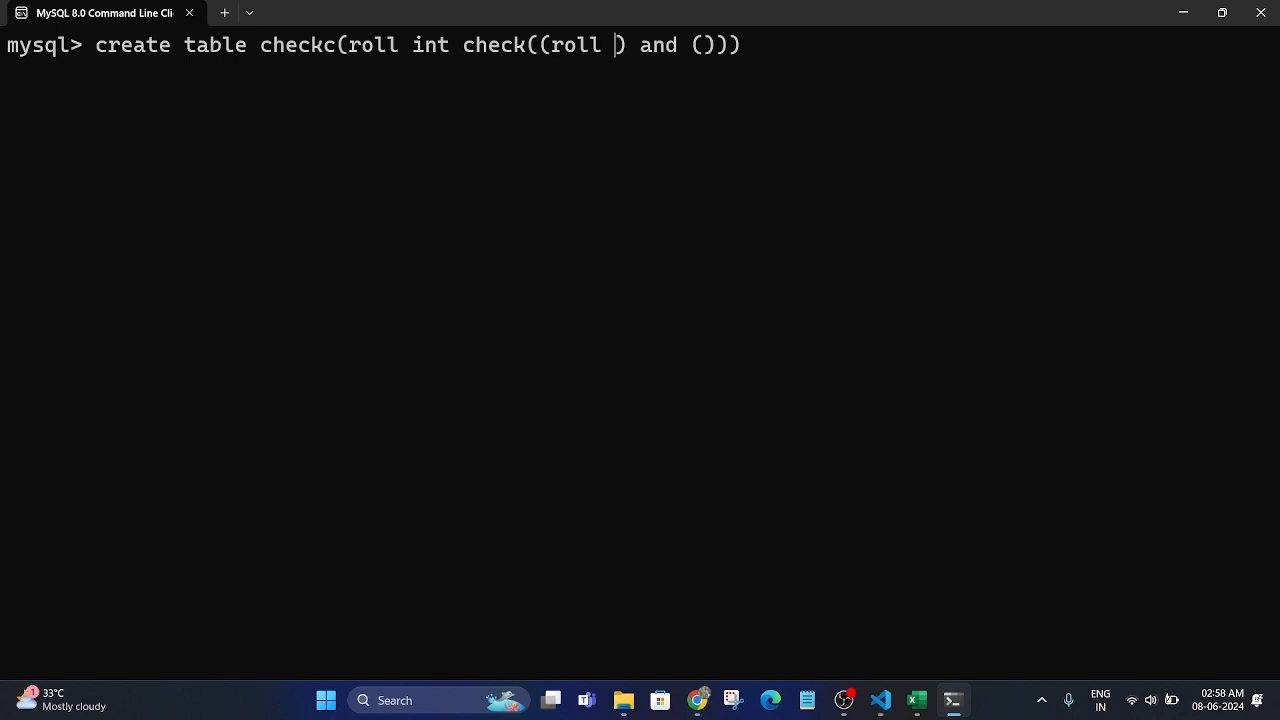 MySQL 8.0 Command Line Cli
mysql> create table checkc(roll int check((roll ) and ()))
1
33°C
Mostly cloudy
Search
ENG
IN
02:58 AM
08-06-2024